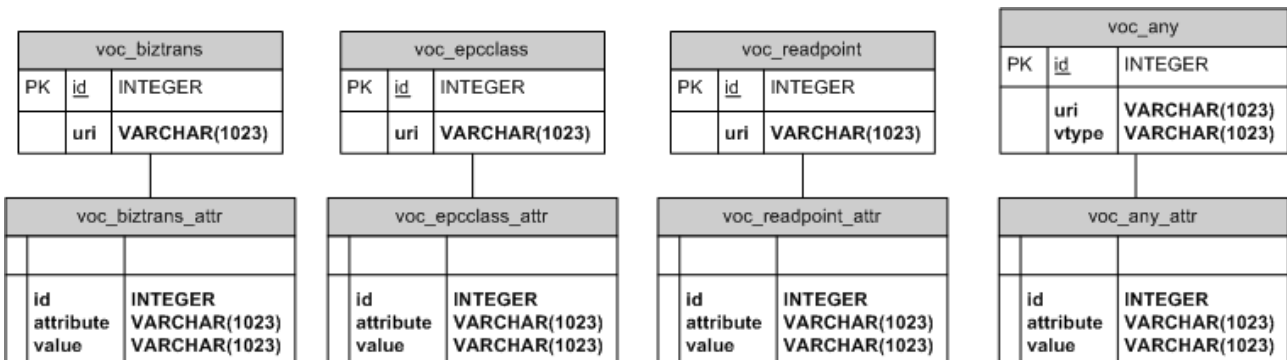 voc_biztrans
PK id INTEGER
uri VARCHAR(1023)
voc_biztrans_attr
id INTEGER
attribute VARCHAR(1023)
value VARCHAR(1023)
voc_epcclass
PK id INTEGER
uri VARCHAR(1023)
voc_epcclass_attr
id INTEGER
attribute VARCHAR(1023)
value VARCHAR(1023)
voc_readpoint
PK id INTEGER
uri VARCHAR(1023)
voc_readpoint_attr
id INTEGER
attribute VARCHAR(1023)
value VARCHAR(1023)
voc_any
PK id INTEGER
uri VARCHAR(1023)
vtype VARCHAR(1023)
voc_any_attr
id INTEGER
attribute VARCHAR(1023)
value VARCHAR(1023)